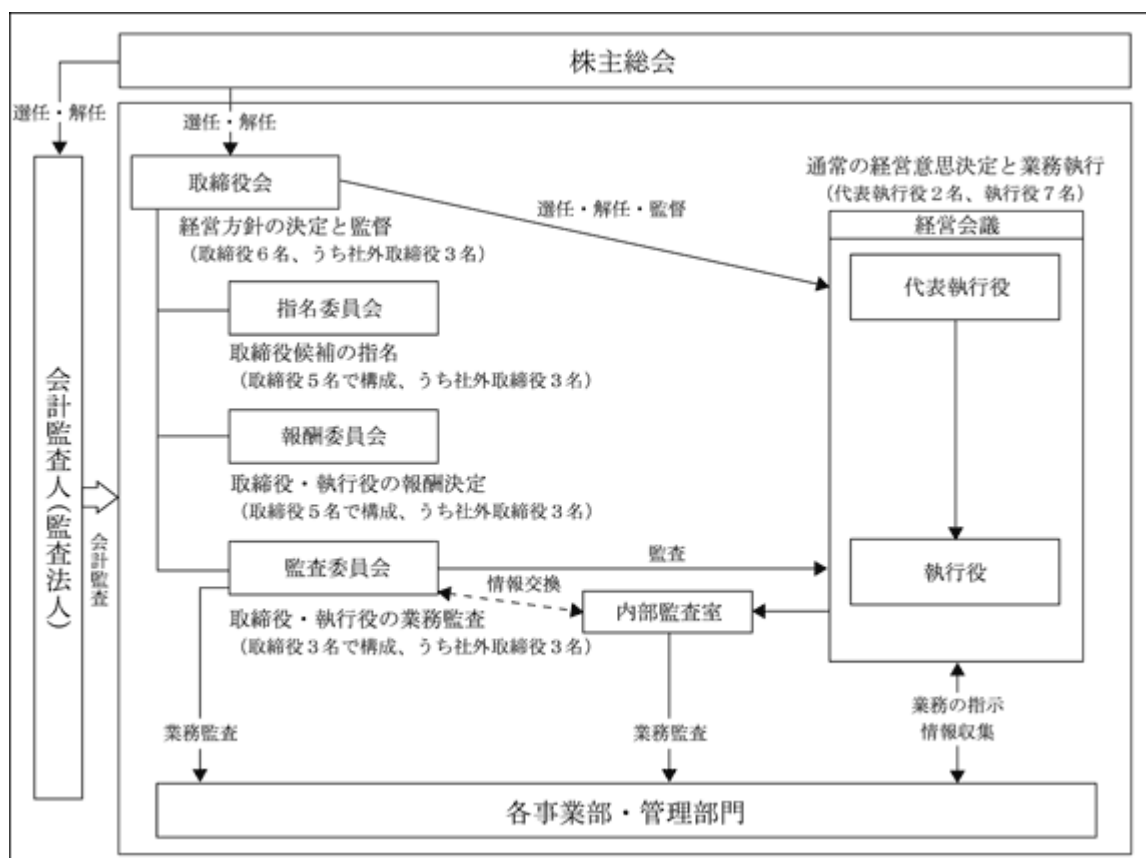 株主総会
選任・解任
選任・解任
取締役会
経営方針の決定と監督
(取締役6名、うち社外取締役3名)
選任・解任・監督
通常の経営意思決定と業務執行
(代表執行役2名、執行役7名)
経営会議
代表執行役
指名委員会
取締役候補の指名
(取締役5名で構成、うち社外取締役3名)
報酬委員会
取締役・執行役の報酬決定
(取締役5名で構成、うち社外取締役3名)
会計監査人(監査法人)
会計監査
監査委員会
監査
情報交換
執行役
内部監査室
取締役・執行役の業務監査
(取締役3名で構成、うち社外取締役3名)
業務監査
業務監査
業務の指示
情報収集
各事業部・管理部門